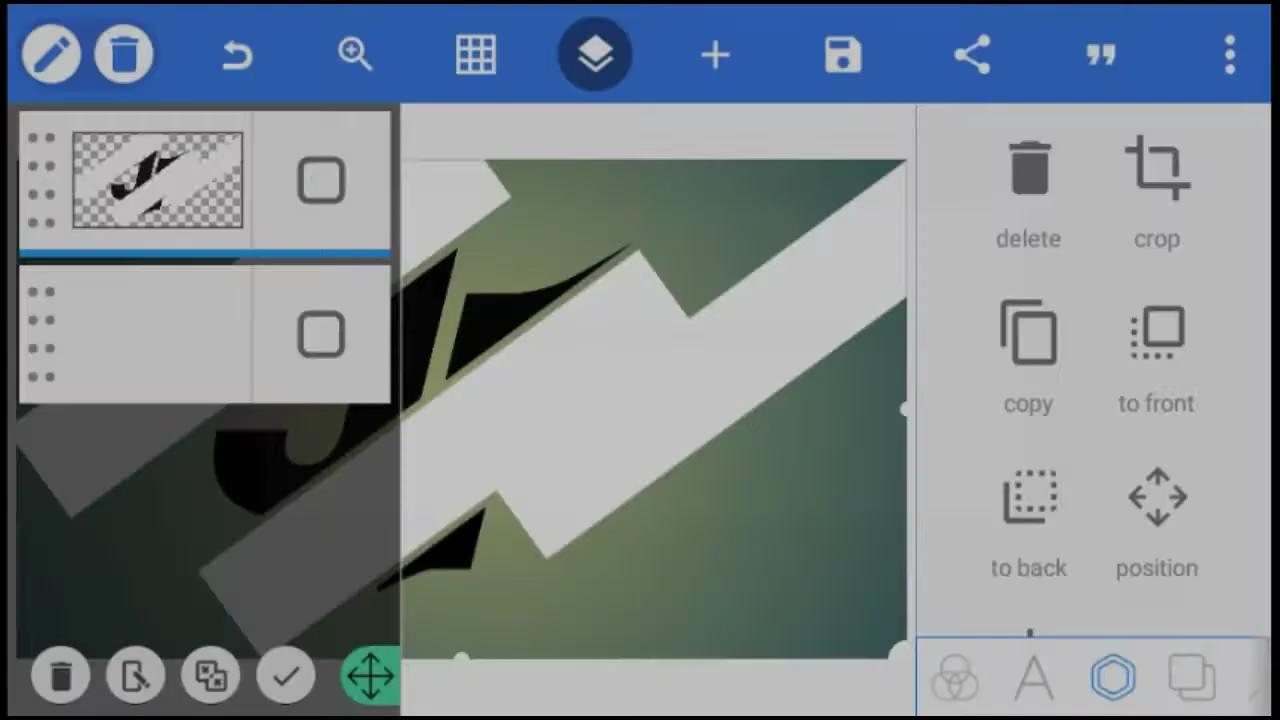 delete
crop
copy
to front
to back
position